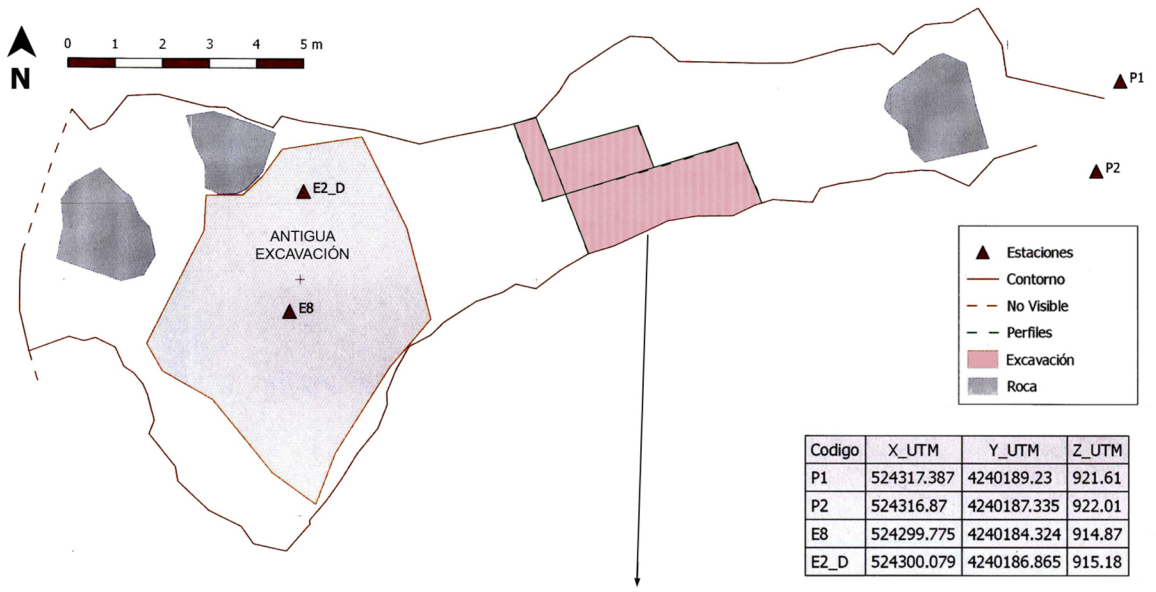 0 1 2 3 4 5 m
N
P1
P2
E2_D
ANTIGUA
EXCAVACIÓN
E8
Estaciones
Contorno
No Visible
Perfiles
Excavación
Roca
Codigo X_UTM Y_UTM Z_UTM
P1 524317.387 4240189.23 921.61
P2 524316.87 4240187.335 922.01
E8 524299.775 4240184.324 914.87
E2_D 524300.079 4240186.865 915.18